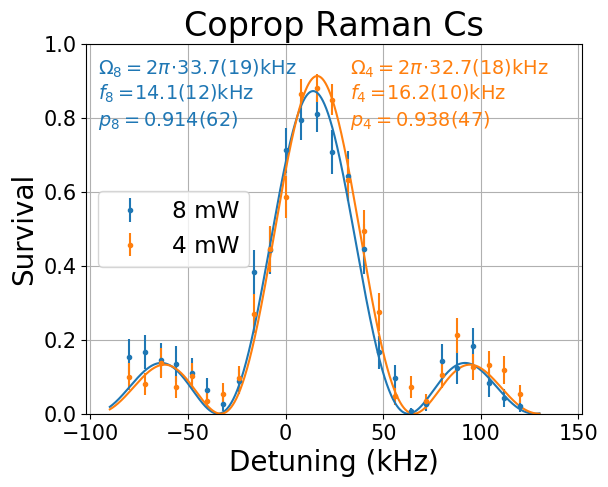 Coprop Raman Cs
Ω₈ = 2π·33.7(19)kHz
f₈ =14.1(12)kHz
p₈ = 0.914(62)
Ω₄ = 2π·32.7(18)kHz
f₄ =16.2(10)kHz
p₄ = 0.938(47)
8 mW
4 mW
Survival
1.0
0.8
0.6
0.4
0.2
0.0
−100 −50 0 50 100 150
Detuning (kHz)